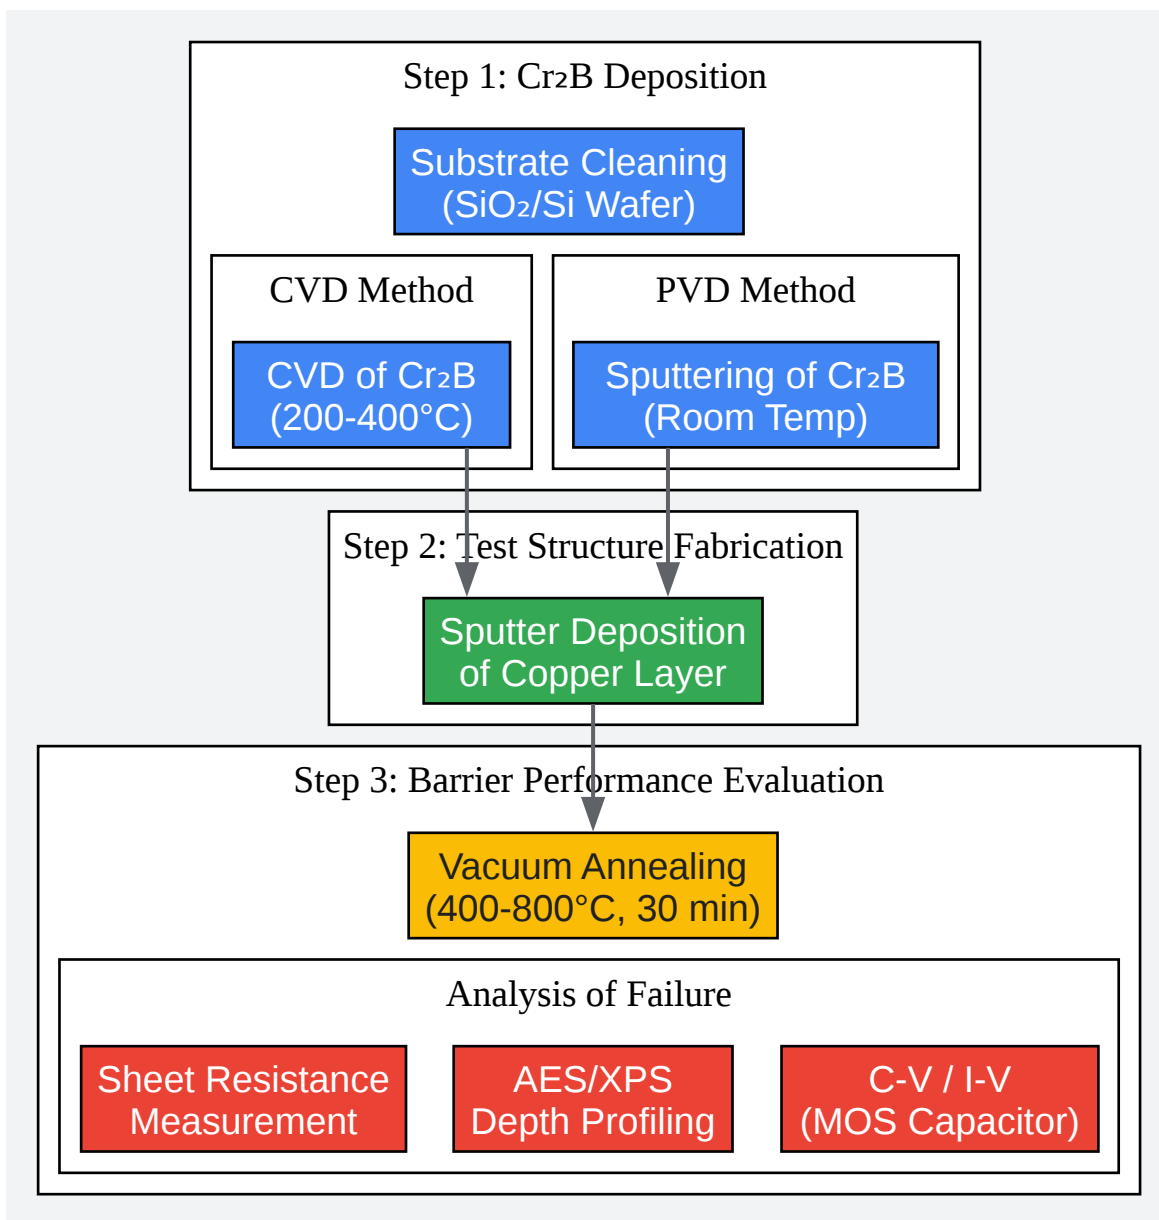 Step 1: Cr₂B Deposition
Substrate Cleaning
(SiO₂/Si Wafer)
CVD Method
CVD of Cr₂B
(200-400°C)
PVD Method
Sputtering of Cr₂B
(Room Temp)
Step 2: Test Structure Fabrication
Sputter Deposition
of Copper Layer
Step 3: Barrier Performance Evaluation
Vacuum Annealing
(400-800°C, 30 min)
Analysis of Failure
Sheet Resistance
Measurement
AES/XPS
Depth Profiling
C-V / I-V
(MOS Capacitor)